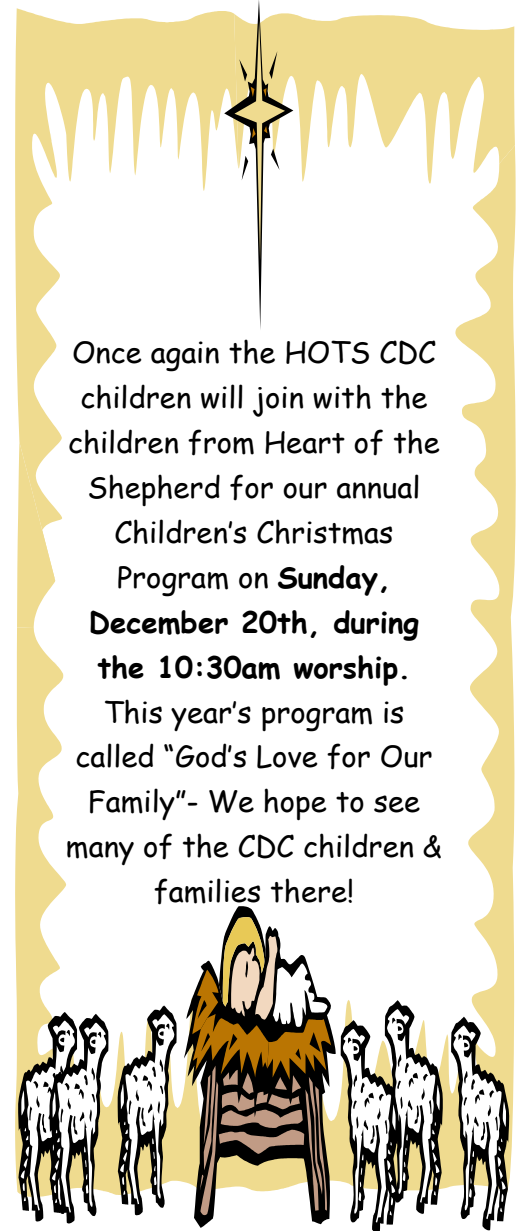 Once again the HOTS CDC
children will join with the
children from Heart of the
Shepherd for our annual
Children’s Christmas
Program on Sunday,
December 20th, during
the 10:30am worship.
This year’s program is
called “God’s Love for Our
Family”- We hope to see
many of the CDC children &
families there!